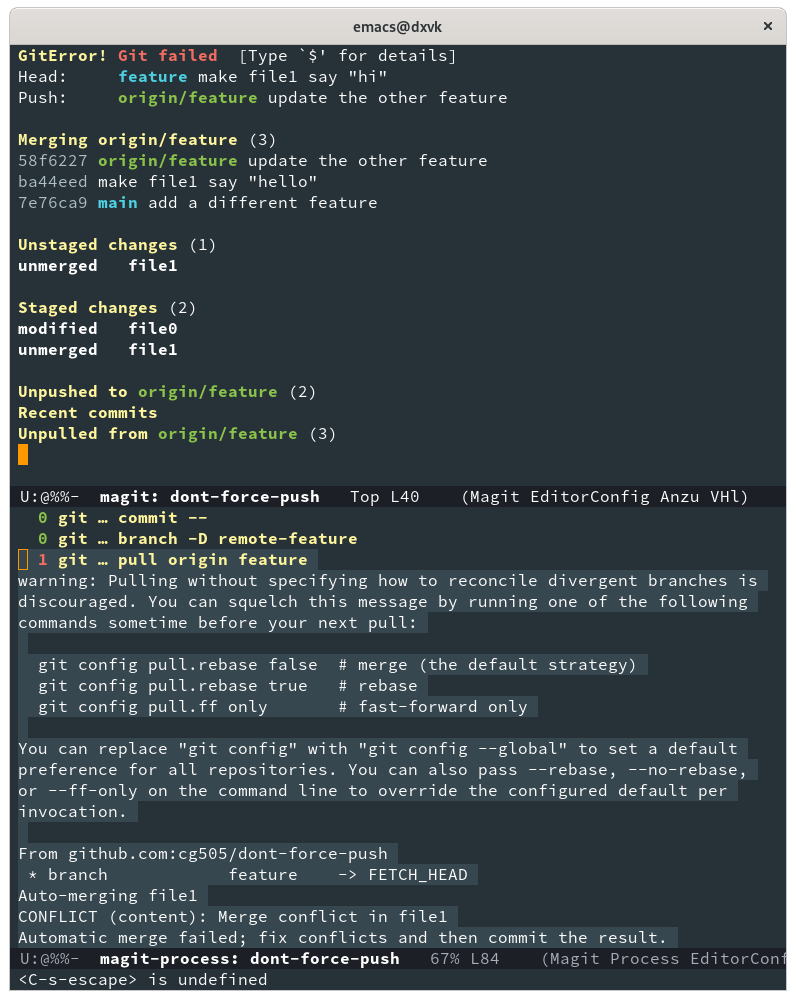 emacs@dxvk ×
GitError! Git failed  [Type `$' for details]
Head:     feature make file1 say "hi"
Push:     origin/feature update the other feature

Merging origin/feature (3)
58f6227 origin/feature update the other feature
ba44eed make file1 say "hello"
7e76ca9 main add a different feature

Unstaged changes (1)
unmerged   file1

Staged changes (2)
modified   file0
unmerged   file1

Unpushed to origin/feature (2)
Recent commits
Unpulled from origin/feature (3)

U:@%%-  magit: dont-force-push   Top L40    (Magit EditorConfig Anzu VHl)
  0 git … commit --
  0 git … branch -D remote-feature
  1 git … pull origin feature
warning: Pulling without specifying how to reconcile divergent branches is
discouraged. You can squelch this message by running one of the following
commands sometime before your next pull:

  git config pull.rebase false  # merge (the default strategy)
  git config pull.rebase true   # rebase
  git config pull.ff only       # fast-forward only

You can replace "git config" with "git config --global" to set a default
preference for all repositories. You can also pass --rebase, --no-rebase,
or --ff-only on the command line to override the configured default per
invocation.

From github.com:cg505/dont-force-push
 * branch            feature    -> FETCH_HEAD
Auto-merging file1
CONFLICT (content): Merge conflict in file1
Automatic merge failed; fix conflicts and then commit the result.
U:@%%-  magit-process: dont-force-push   67% L84    (Magit Process EditorConf
<C-s-escape> is undefined